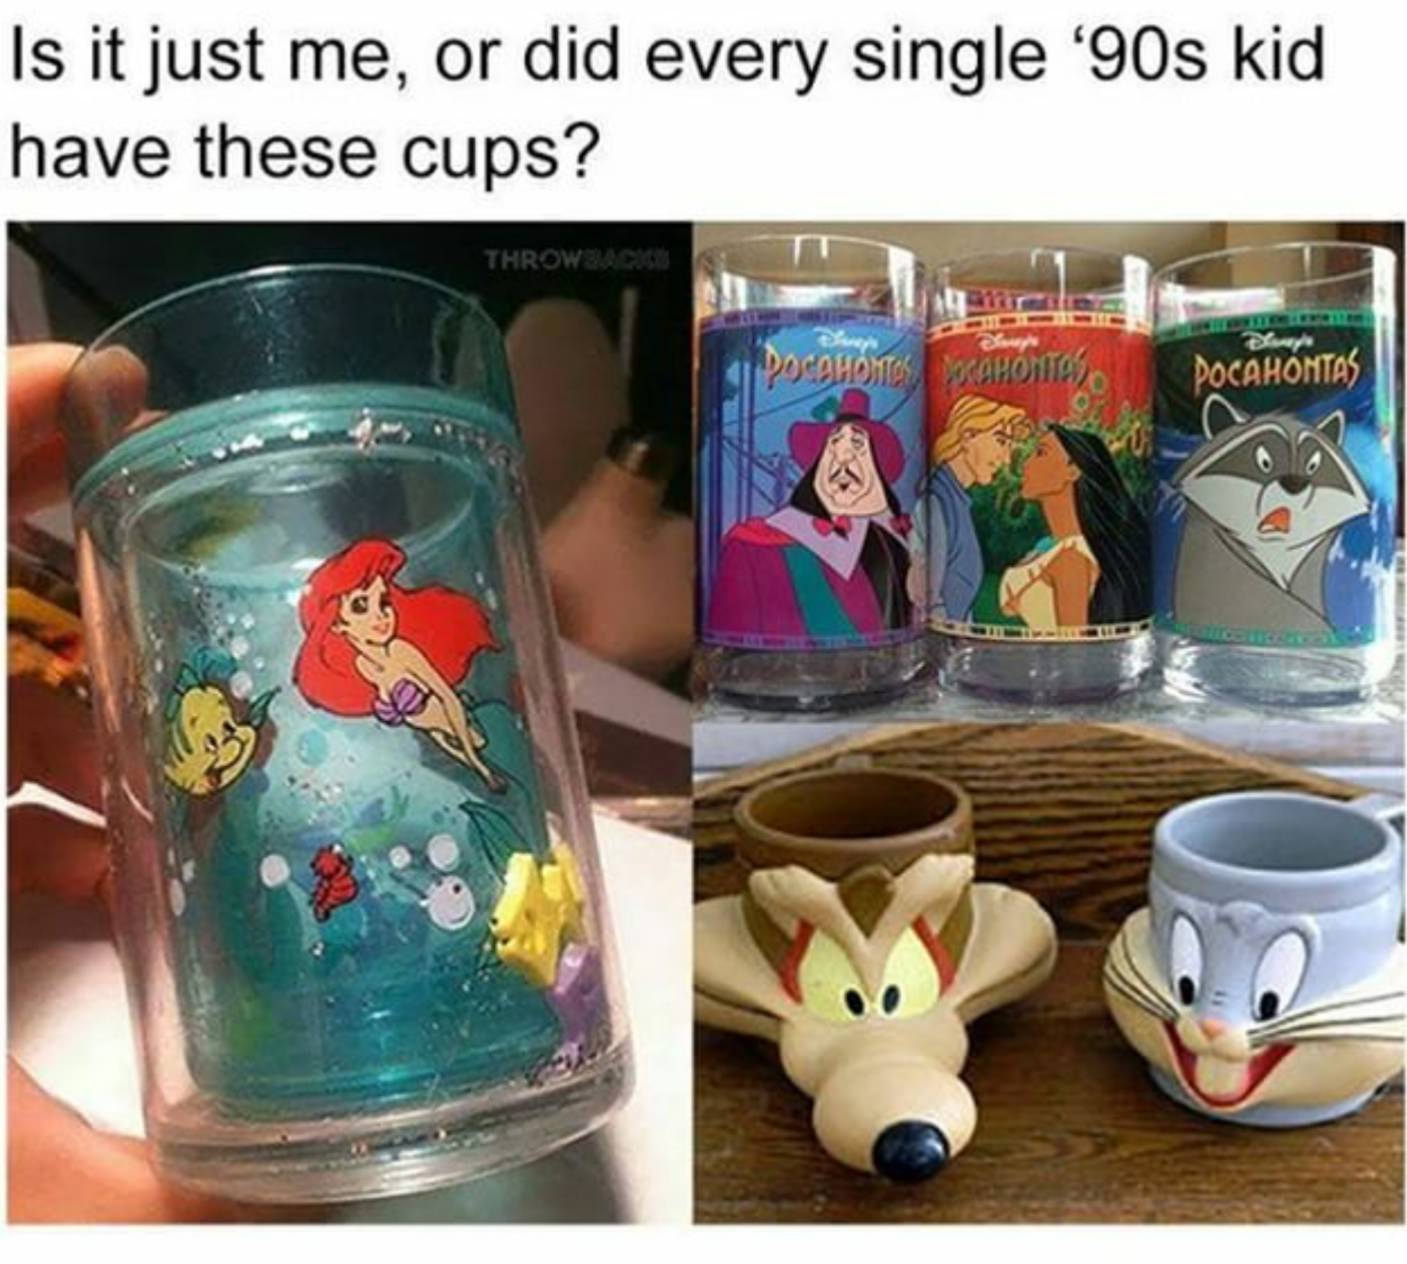 Is it just me, or did every single ‘90s kid
have these cups?
THROWBACKS
Disney's
POCAHONTAS
Disney's
POCAHONTAS
Disney's
POCAHONTAS